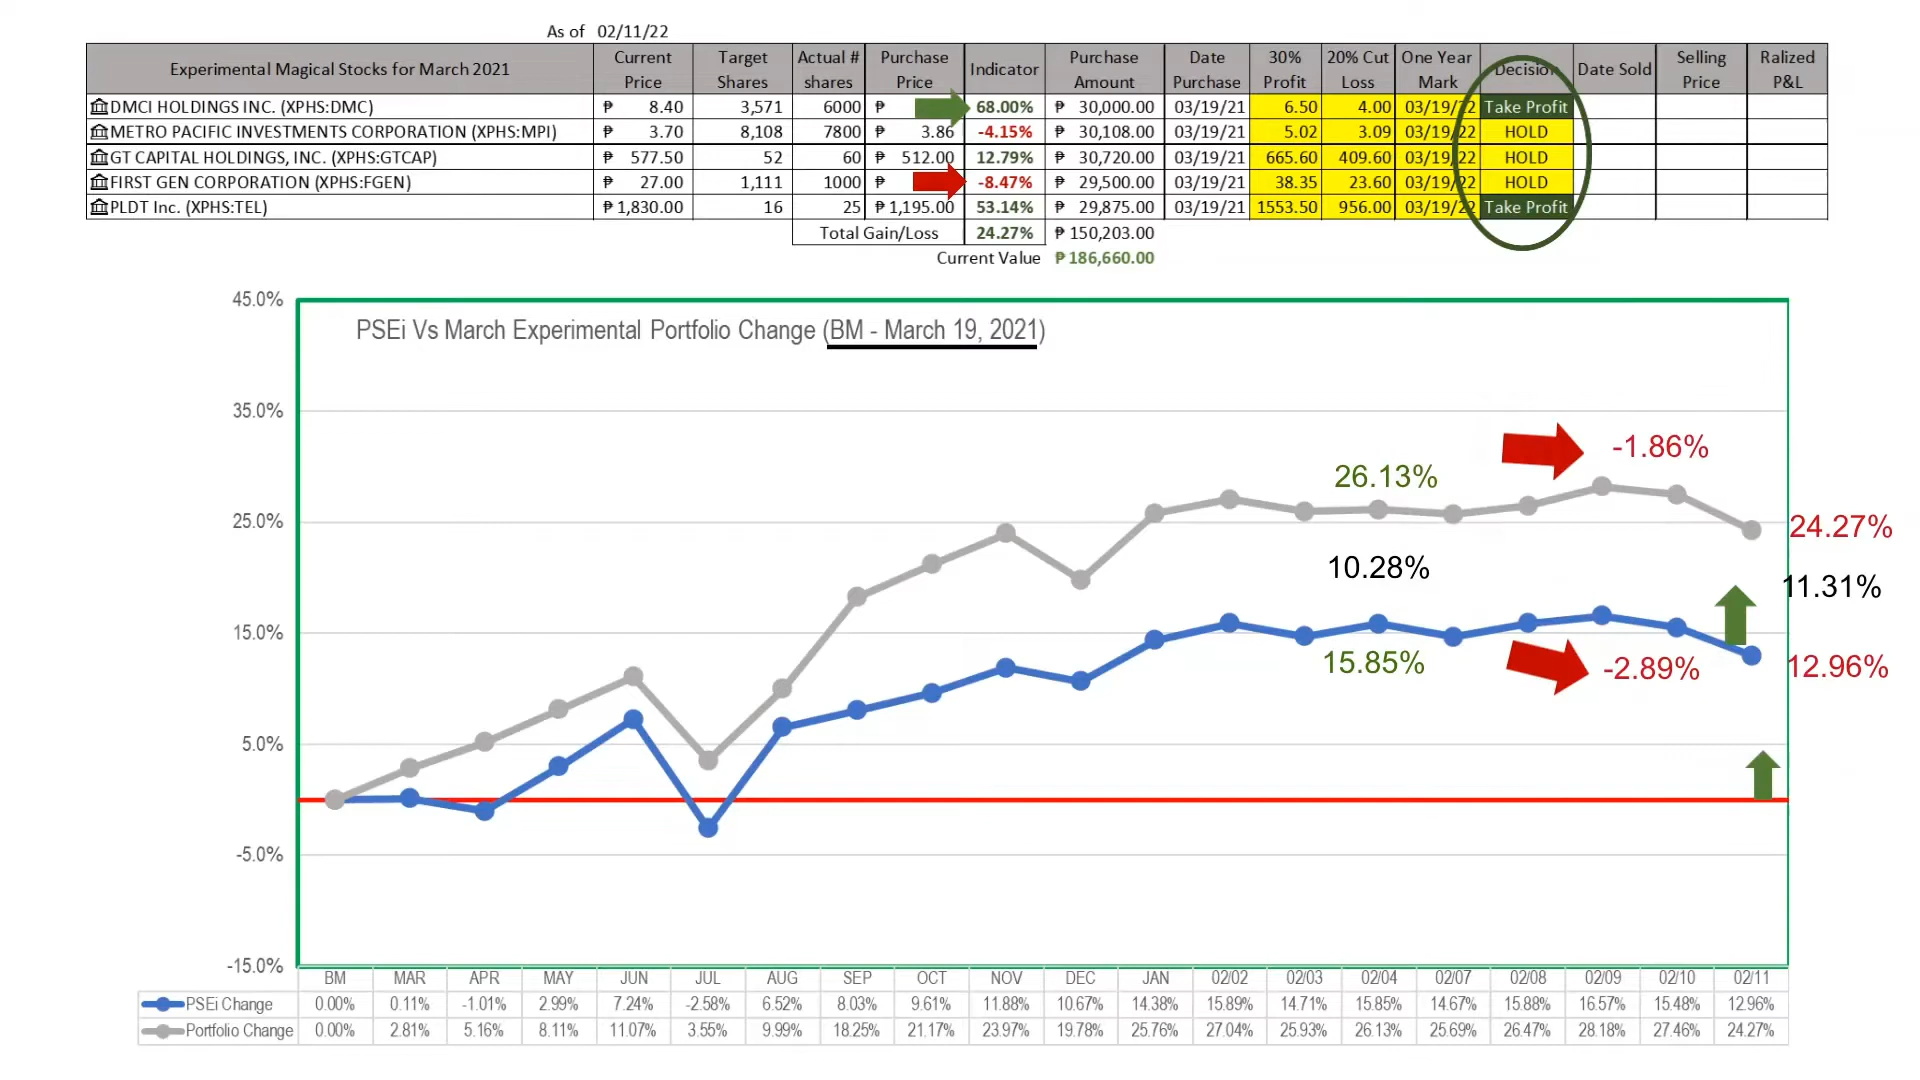 As of 02/11/22
Experimental Magical Stocks for March 2021 Current Price Target Shares Actual # shares Purchase Price Indicator Purchase Amount Date Purchase 30% Profit 20% Cut Loss One Year Mark Decision Date Sold Selling Price Ralized P&L
DMCI HOLDINGS INC. (XPHS:DMC) ₱ 8.40 3,571 6000 ₱ 68.00% ₱ 30,000.00 03/19/21 6.50 4.00 03/19/22 Take Profit
METRO PACIFIC INVESTMENTS CORPORATION (XPHS:MPI) ₱ 3.70 8,108 7800 ₱ 3.86 -4.15% ₱ 30,108.00 03/19/21 5.02 3.09 03/19/22 HOLD
GT CAPITAL HOLDINGS, INC. (XPHS:GTCAP) ₱ 577.50 52 60 ₱ 512.00 12.79% ₱ 30,720.00 03/19/21 665.60 409.60 03/19/22 HOLD
FIRST GEN CORPORATION (XPHS:FGEN) ₱ 27.00 1,111 1000 ₱ -8.47% ₱ 29,500.00 03/19/21 38.35 23.60 03/19/22 HOLD
PLDT Inc. (XPHS:TEL) ₱ 1,830.00 16 25 ₱ 1,195.00 53.14% ₱ 29,875.00 03/19/21 1553.50 956.00 03/19/22 Take Profit
Total Gain/Loss 24.27% ₱ 150,203.00
Current Value ₱ 186,660.00
45.0%
PSEi Vs March Experimental Portfolio Change (BM - March 19, 2021)
35.0%
-1.86%
26.13%
25.0%
24.27%
10.28%
11.31%
15.0%
15.85%
-2.89%
12.96%
5.0%
-5.0%
-15.0%
BM MAR APR MAY JUN JUL AUG SEP OCT NOV DEC JAN 02/02 02/03 02/04 02/07 02/08 02/09 02/10 02/11
PSEi Change 0.00% 0.11% -1.01% 2.99% 7.24% -2.58% 6.52% 8.03% 9.61% 11.88% 10.67% 14.38% 15.89% 14.71% 15.85% 14.67% 15.88% 16.57% 15.48% 12.96%
Portfolio Change 0.00% 2.81% 5.16% 8.11% 11.07% 3.55% 9.99% 18.25% 21.17% 23.97% 19.78% 25.76% 27.04% 25.93% 26.13% 25.69% 26.47% 28.18% 27.46% 24.27%